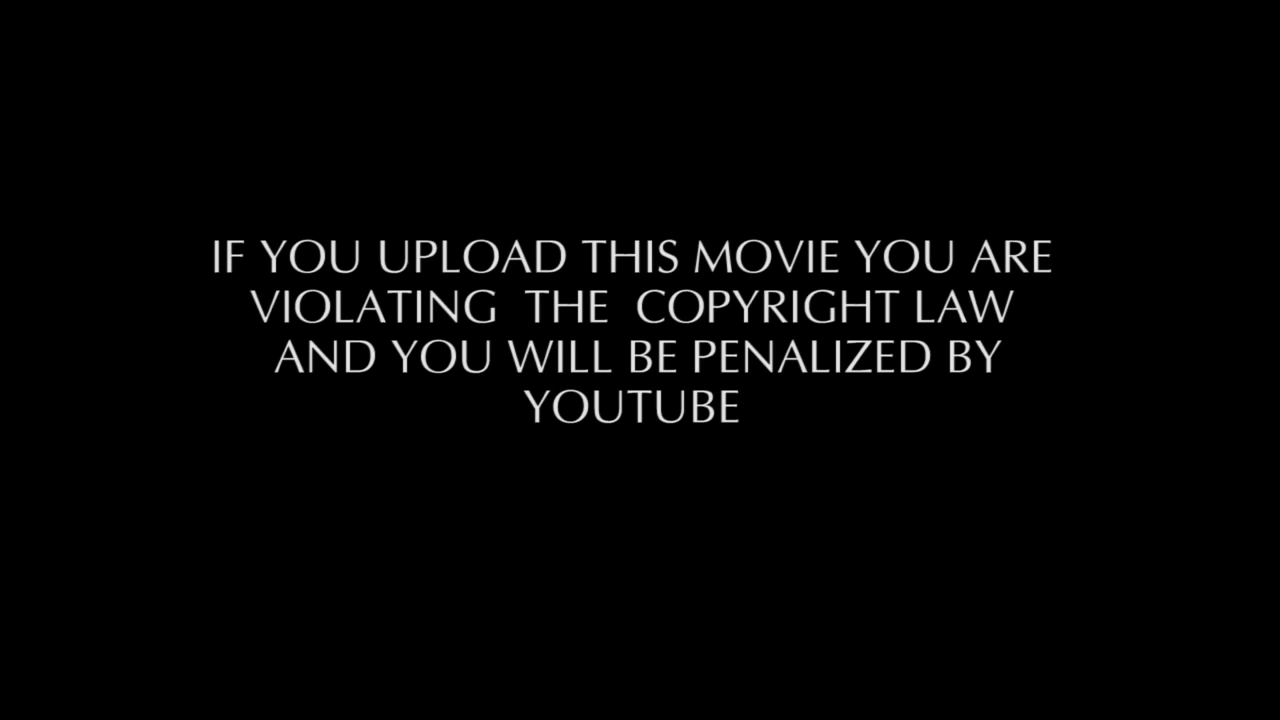 IF YOU UPLOAD THIS MOVIE YOU ARE
VIOLATING THE COPYRIGHT LAW
AND YOU WILL BE PENALIZED BY
YOUTUBE